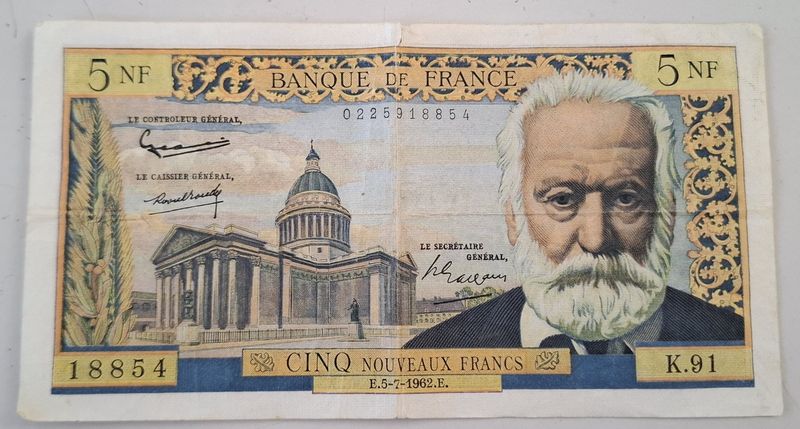 5 NF
BANQUE DE FRANCE
5 NF
0225918854
LE CONTROLEUR GÉNÉRAL,
LE CAISSIER GÉNÉRAL,
LE SECRÉTAIRE
GÉNÉRAL,
CINQ NOUVEAUX FRANCS
18854
K.91
E.5-7-1962.E.